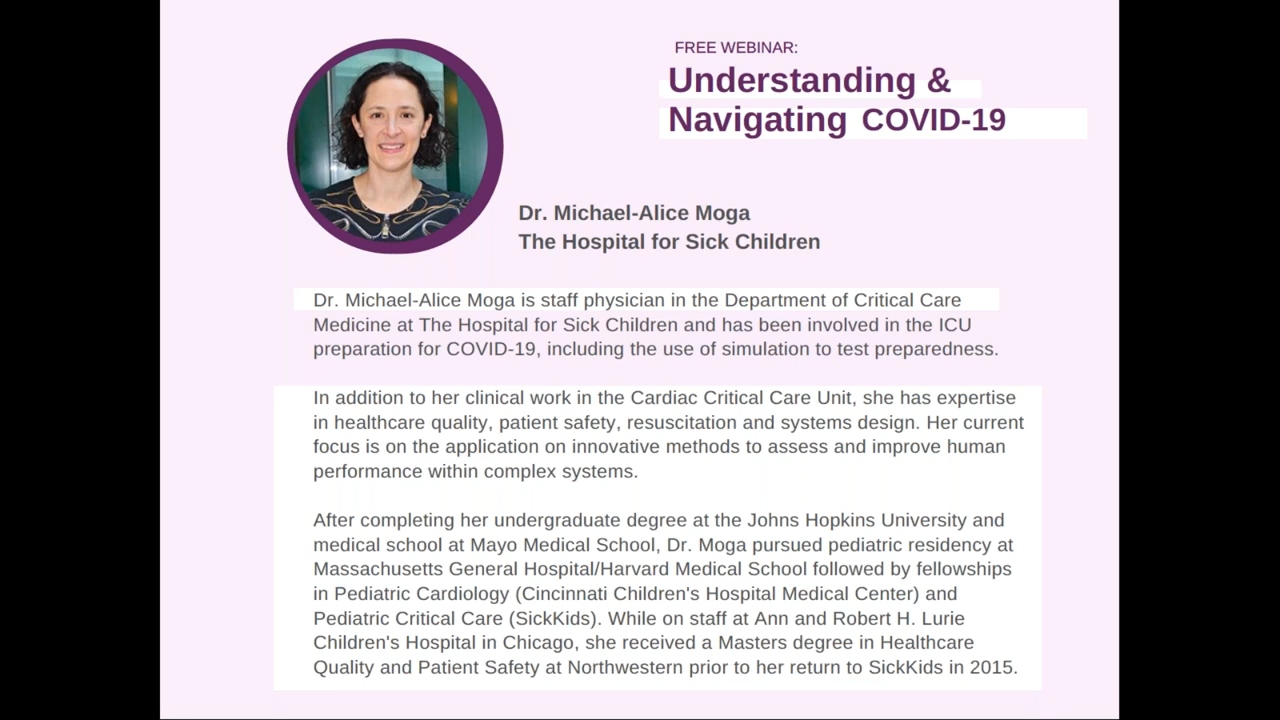 FREE WEBINAR:
Understanding &
Navigating COVID-19
Dr. Michael-Alice Moga
The Hospital for Sick Children
Dr. Michael-Alice Moga is staff physician in the Department of Critical Care
Medicine at The Hospital for Sick Children and has been involved in the ICU
preparation for COVID-19, including the use of simulation to test preparedness.
In addition to her clinical work in the Cardiac Critical Care Unit, she has expertise
in healthcare quality, patient safety, resuscitation and systems design. Her current
focus is on the application on innovative methods to assess and improve human
performance within complex systems.
After completing her undergraduate degree at the Johns Hopkins University and
medical school at Mayo Medical School, Dr. Moga pursued pediatric residency at
Massachusetts General Hospital/Harvard Medical School followed by fellowships
in Pediatric Cardiology (Cincinnati Children's Hospital Medical Center) and
Pediatric Critical Care (SickKids). While on staff at Ann and Robert H. Lurie
Children's Hospital in Chicago, she received a Masters degree in Healthcare
Quality and Patient Safety at Northwestern prior to her return to SickKids in 2015.